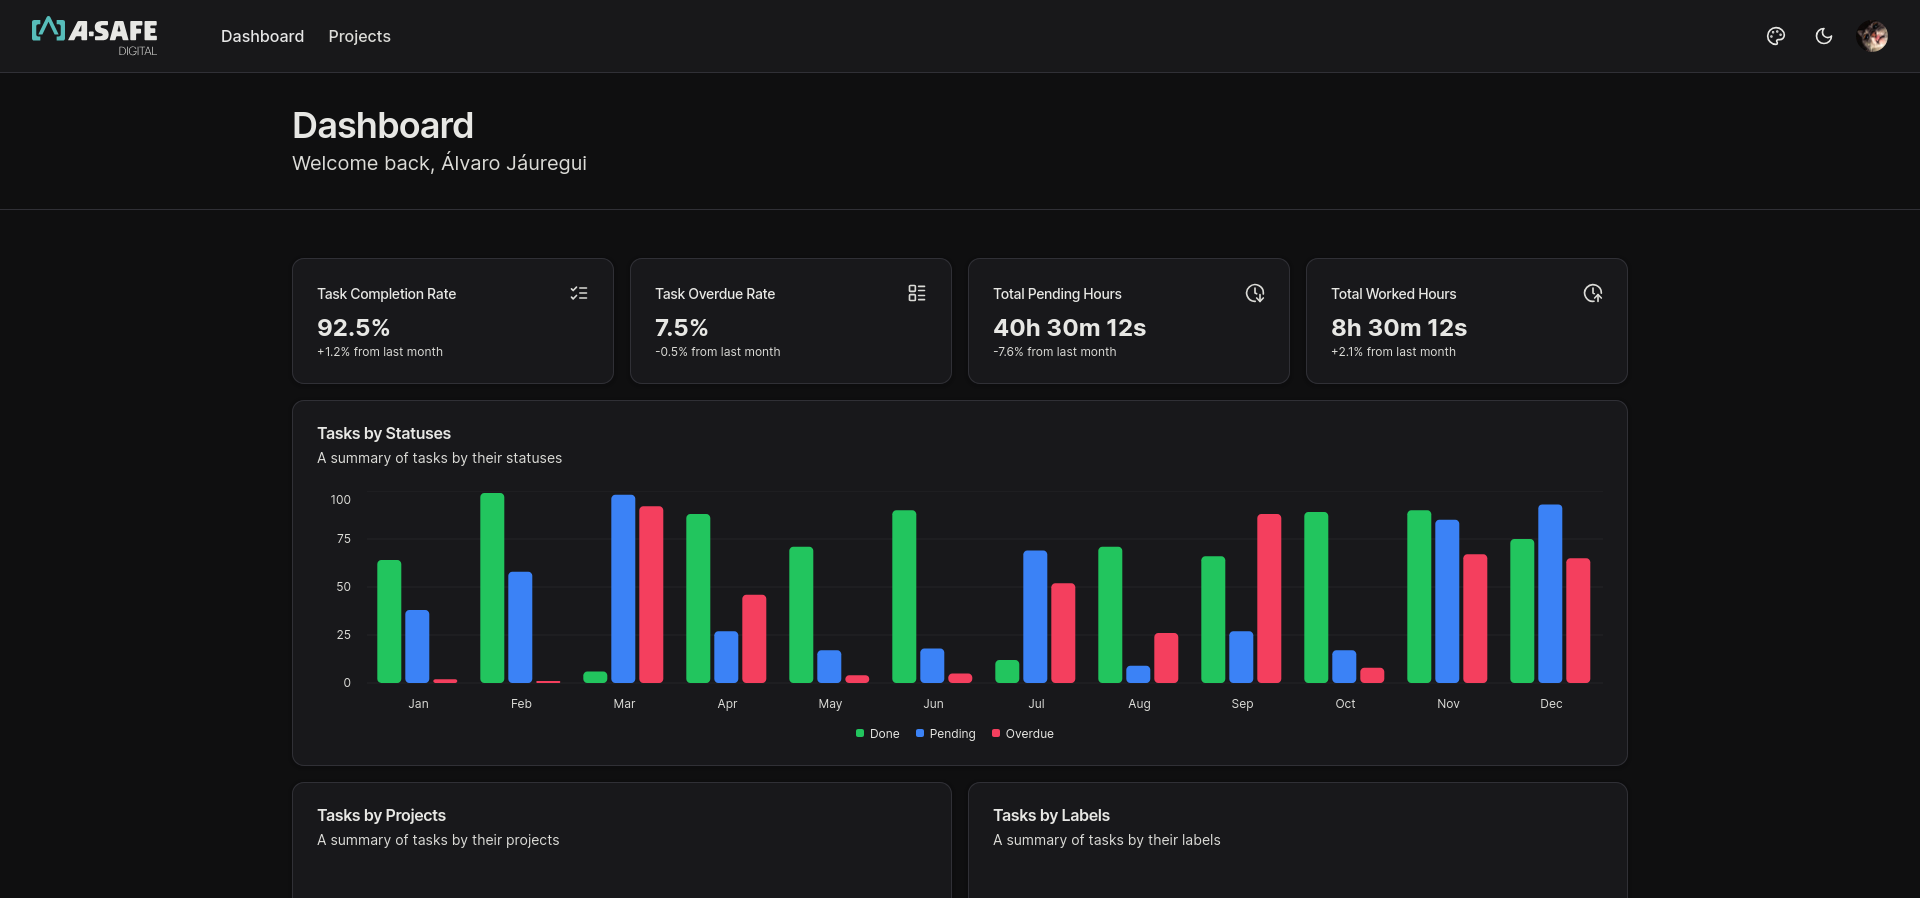 A-SAFE
DIGITAL
Dashboard
Projects
Dashboard
Welcome back, Álvaro Jáuregui
Task Completion Rate
92.5%
+1.2% from last month
Task Overdue Rate
7.5%
-0.5% from last month
Total Pending Hours
40h 30m 12s
-7.6% from last month
Total Worked Hours
8h 30m 12s
+2.1% from last month
Tasks by Statuses
A summary of tasks by their statuses
100
75
50
25
0
Jan Feb Mar Apr May Jun Jul Aug Sep Oct Nov Dec
Done Pending Overdue
Tasks by Projects
A summary of tasks by their projects
Tasks by Labels
A summary of tasks by their labels